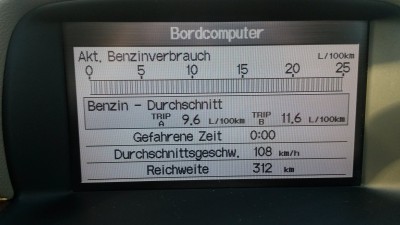 Bordcomputer
Akt. Benzinverbrauch L/100km
0 5 10 15 20 25
Benzin - Durchschnitt
TRIP A 9,6 L/100km TRIP B 11,6 L/100km
Gefahrene Zeit 0:00
Durchschnittsgeschw. 108 km/h
Reichweite 312 km